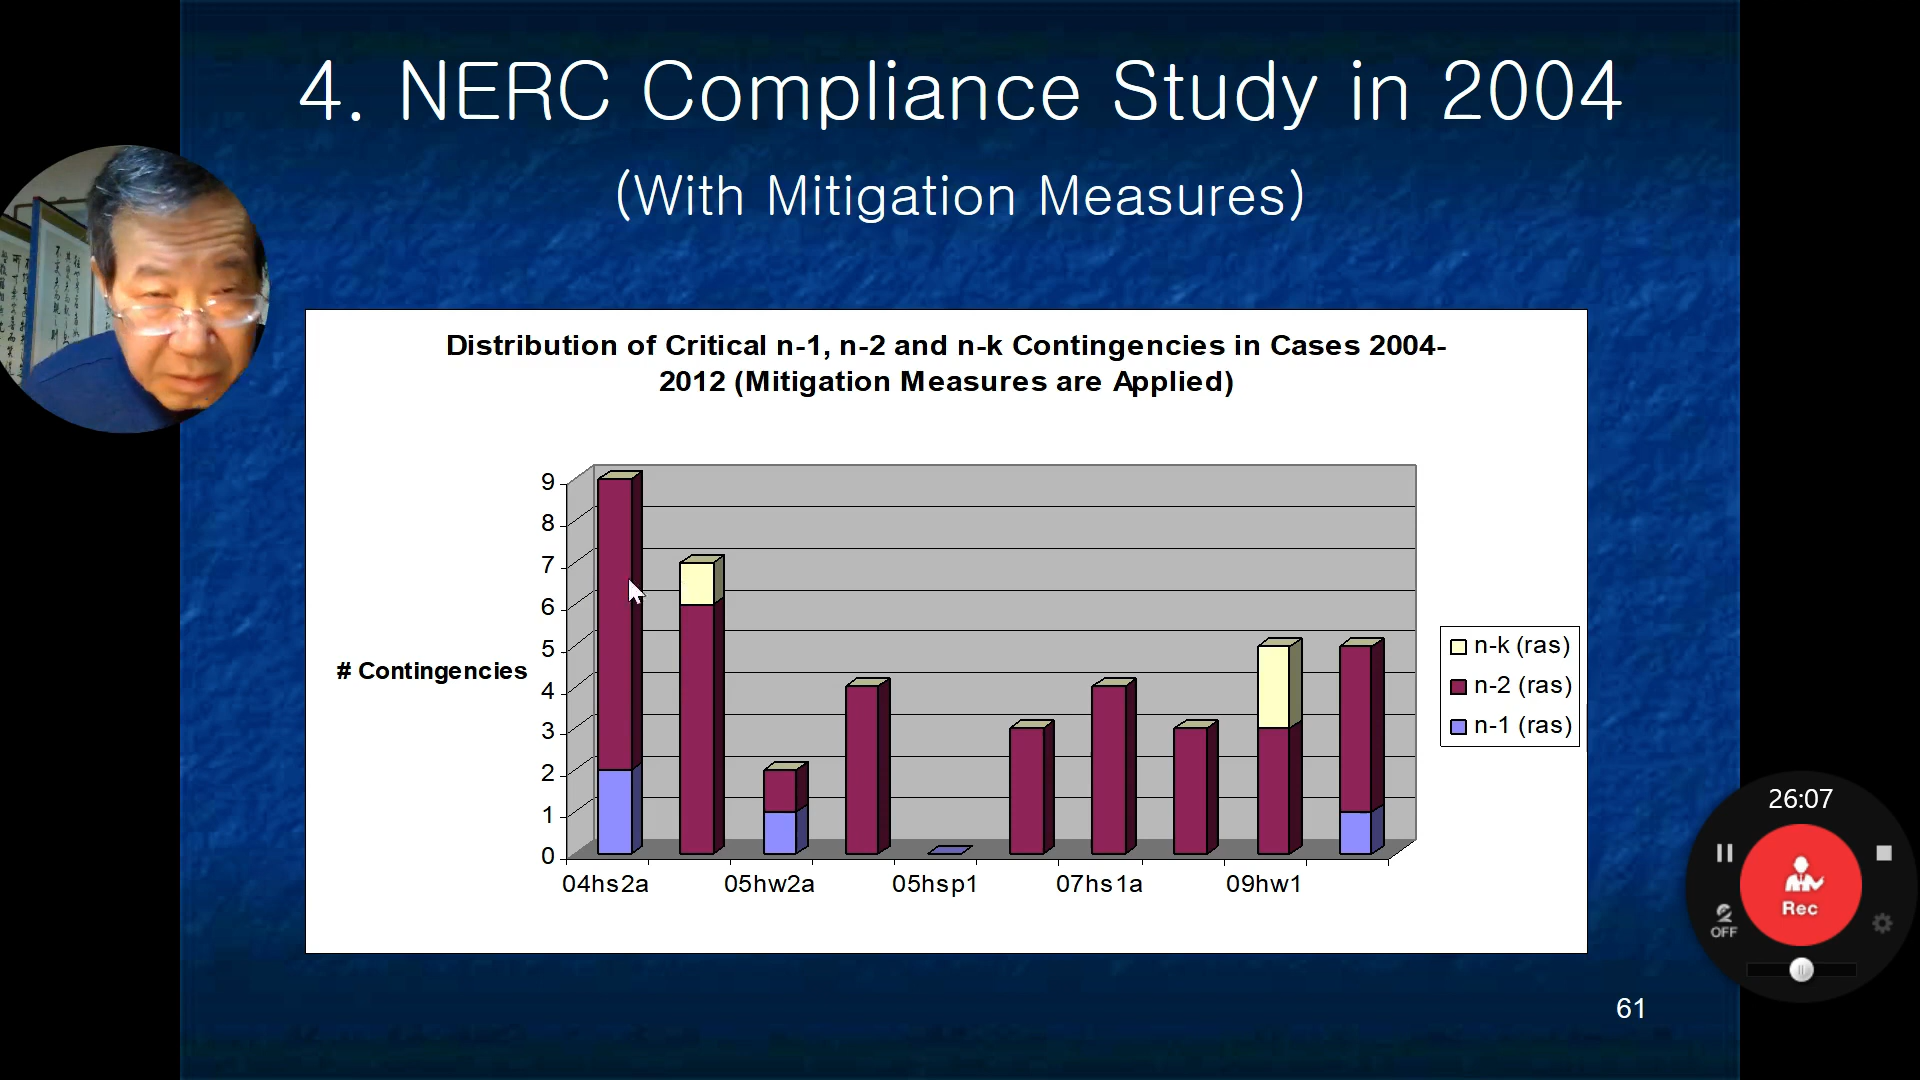 4. NERC Compliance Study in 2004
(With Mitigation Measures)
Distribution of Critical n-1, n-2 and n-k Contingencies in Cases 2004-
2012 (Mitigation Measures are Applied)
9
8
7
6
5
4
3
2
1
0
# Contingencies
04hs2a 05hw2a 05hsp1 07hs1a 09hw1
n-k (ras)
n-2 (ras)
n-1 (ras)
26:07
Rec
OFF
61